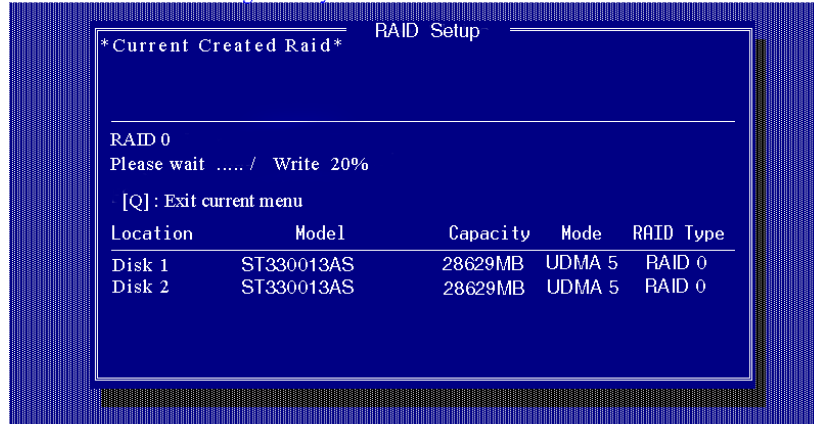 RAID Setup
*Current Created Raid*
RAID 0
Please wait ..... / Write 20%
[Q] : Exit current menu
Location Model Capacity Mode RAID Type
Disk 1 ST330013AS 28629MB UDMA 5 RAID 0
Disk 2 ST330013AS 28629MB UDMA 5 RAID 0